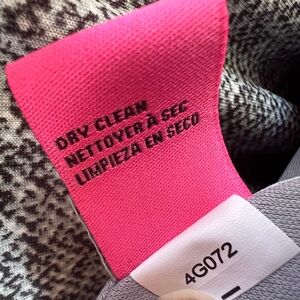 DRY CLEAN
NETTOYER À SEC
LIMPIEZA EN SECO
4G072